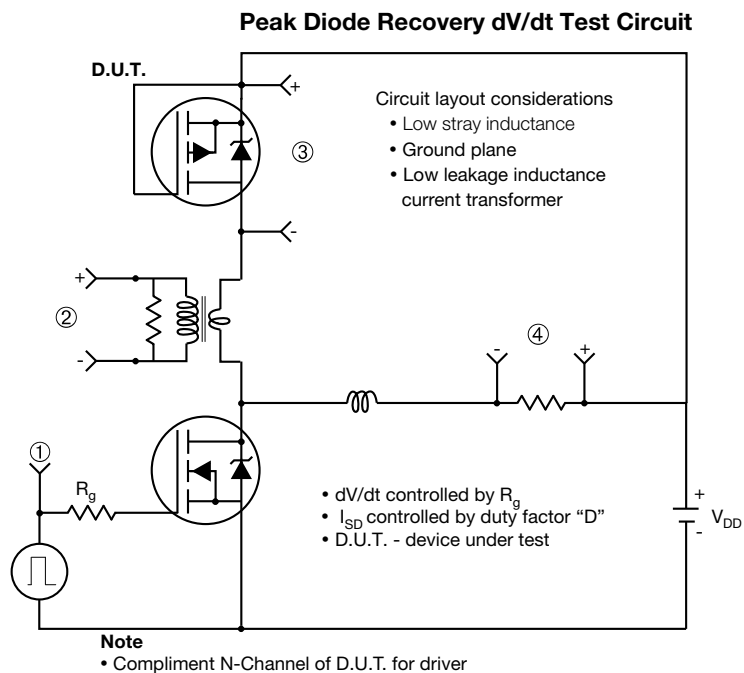 Peak Diode Recovery dV/dt Test Circuit
D.U.T.
+
Circuit layout considerations
• Low stray inductance
③
• Ground plane
• Low leakage inductance
current transformer
-
+
②
-
④
-
+
①
Rg
• dV/dt controlled by Rg
• ISD controlled by duty factor “D”
• D.U.T. - device under test
+
VDD
-
Note
• Compliment N-Channel of D.U.T. for driver